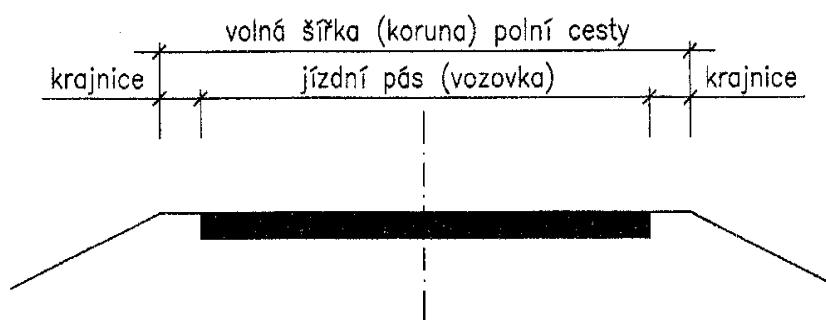 volná šířka (koruna) polní cesty
krajnice jízdní pás (vozovka) krajnice